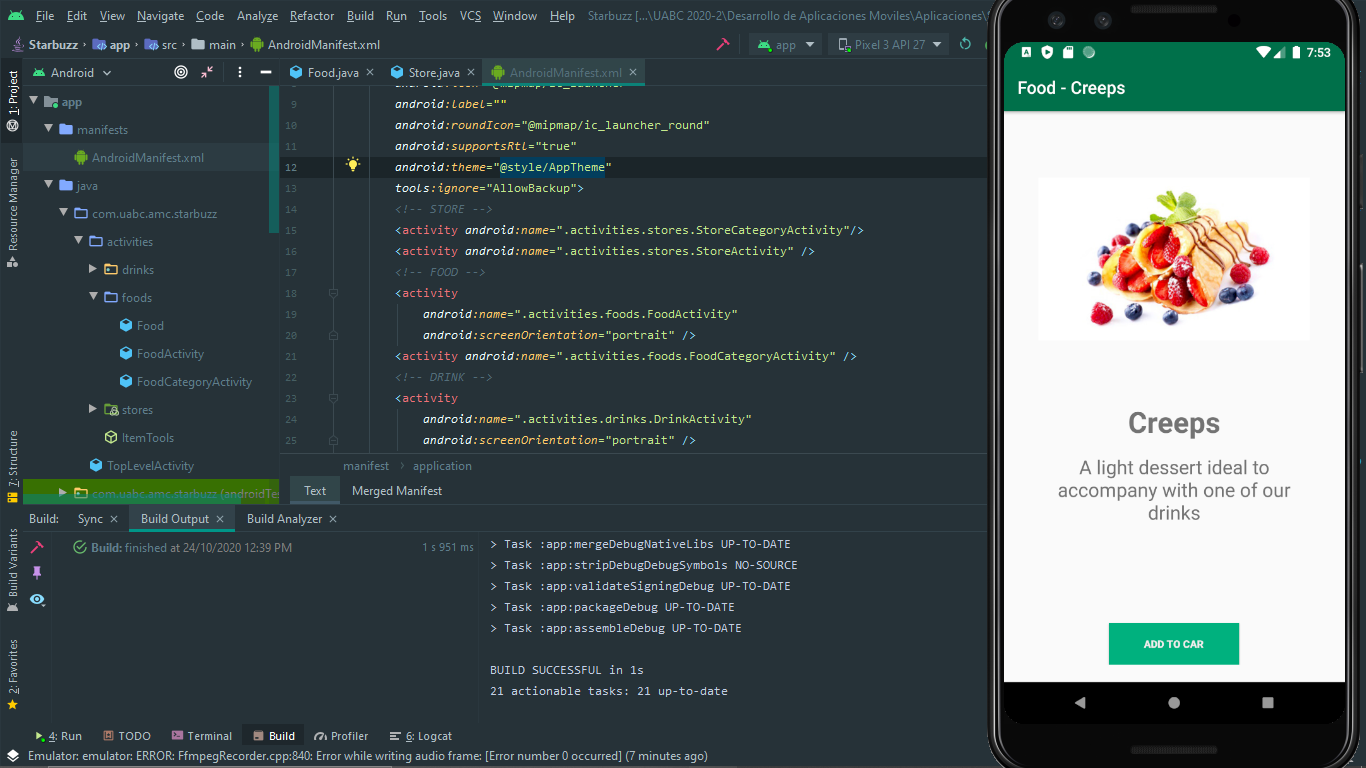 File Edit View Navigate Code Analyze Refactor Build Run Tools VCS Window Help Starbuzz [...\UABC 2020-2\Desarrollo de Aplicaciones Moviles\Aplicaciones\
Starbuzz app src main AndroidManifest.xml app Pixel 3 API 27
Android Food.java Store.java AndroidManifest.xml
1: Project
Resource Manager
Z: Structure
Build Variants
2: Favorites
app
manifests
AndroidManifest.xml
java
com.uabc.amc.starbuzz
activities
drinks
foods
Food
FoodActivity
FoodCategoryActivity
stores
ItemTools
TopLevelActivity
com.uabc.amc.starbuzz (androidTe
9 android:label=""
10 android:roundIcon="@mipmap/ic_launcher_round"
11 android:supportsRtl="true"
12 android:theme="@style/AppTheme"
13 tools:ignore="AllowBackup">
14 <!-- STORE -->
15 <activity android:name=".activities.stores.StoreCategoryActivity"/>
16 <activity android:name=".activities.stores.StoreActivity" />
17 <!-- FOOD -->
18 <activity
19 android:name=".activities.foods.FoodActivity"
20 android:screenOrientation="portrait" />
21 <activity android:name=".activities.foods.FoodCategoryActivity" />
22 <!-- DRINK -->
23 <activity
24 android:name=".activities.drinks.DrinkActivity"
25 android:screenOrientation="portrait" />
manifest application
Text Merged Manifest
Build: Sync Build Output Build Analyzer
Build: finished at 24/10/2020 12:39 PM 1 s 951 ms
> Task :app:mergeDebugNativeLibs UP-TO-DATE
> Task :app:stripDebugDebugSymbols NO-SOURCE
> Task :app:validateSigningDebug UP-TO-DATE
> Task :app:packageDebug UP-TO-DATE
> Task :app:assembleDebug UP-TO-DATE
BUILD SUCCESSFUL in 1s
21 actionable tasks: 21 up-to-date
4: Run TODO Terminal Build Profiler 6: Logcat
Emulator: emulator: ERROR: FfmpegRecorder.cpp:840: Error while writing audio frame: [Error number 0 occurred] (7 minutes ago)
7:53
Food - Creeps
Creeps
A light dessert ideal to
accompany with one of our
drinks
ADD TO CAR